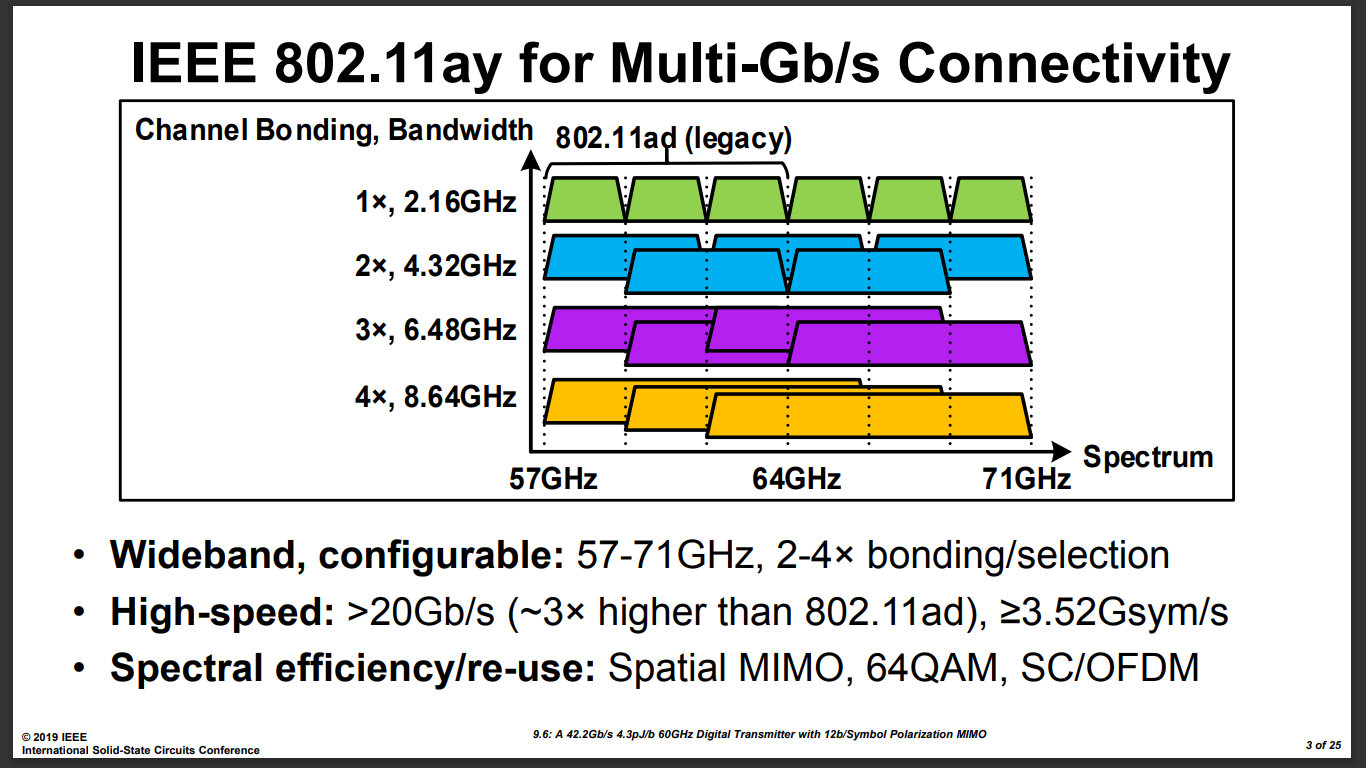 IEEE 802.11ay for Multi-Gb/s Connectivity
Channel Bonding, Bandwidth
802.11ad (legacy)
1×, 2.16GHz
2×, 4.32GHz
3×, 6.48GHz
4×, 8.64GHz
Spectrum
57GHz 64GHz 71GHz
• Wideband, configurable: 57-71GHz, 2-4× bonding/selection
• High-speed: >20Gb/s (~3× higher than 802.11ad), ≥3.52Gsym/s
• Spectral efficiency/re-use: Spatial MIMO, 64QAM, SC/OFDM
© 2019 IEEE
International Solid-State Circuits Conference
9.6: A 42.2Gb/s 4.3pJ/b 60GHz Digital Transmitter with 12b/Symbol Polarization MIMO
3 of 25